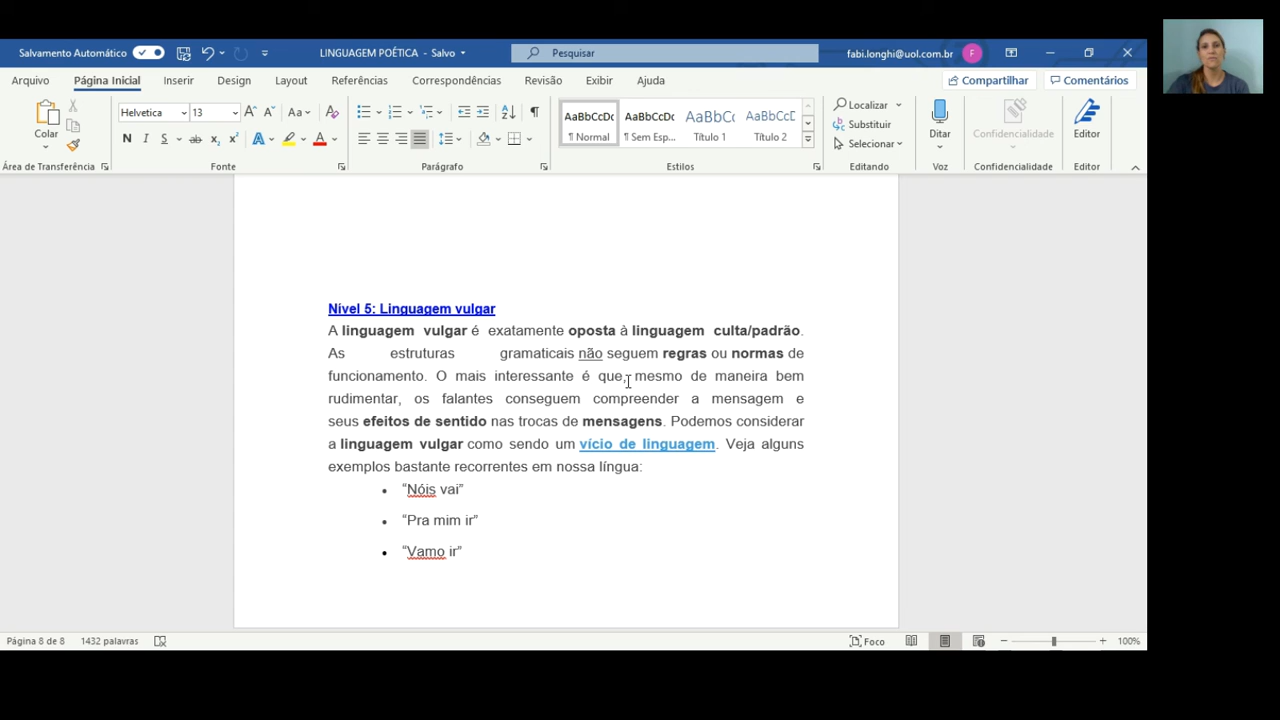 Salvamento Automático LINGUAGEM POÉTICA - Salvo Pesquisar fabi.longhi@uol.com.br F
Arquivo Página Inicial Inserir Design Layout Referências Correspondências Revisão Exibir Ajuda Compartilhar Comentários
Colar
Helvetica 13 Aa
N I S ab x₂ x² A A
AaBbCcDc AaBbCcDc AaBbC( AaBbCcE
¶ Normal ¶ Sem Esp... Título 1 Título 2
Localizar
Substituir
Selecionar
Ditar Confidencialidade Editor
Área de Transferência Fonte Parágrafo Estilos Editando Voz Confidencialidade Editor
Nível 5: Linguagem vulgar
A linguagem vulgar é exatamente oposta à linguagem culta/padrão.
As estruturas gramaticais não seguem regras ou normas de
funcionamento. O mais interessante é que, mesmo de maneira bem
rudimentar, os falantes conseguem compreender a mensagem e
seus efeitos de sentido nas trocas de mensagens. Podemos considerar
a linguagem vulgar como sendo um vício de linguagem. Veja alguns
exemplos bastante recorrentes em nossa língua:
• “Nóis vai”
• “Pra mim ir”
• “Vamo ir”
Página 8 de 8 1432 palavras Foco 100%